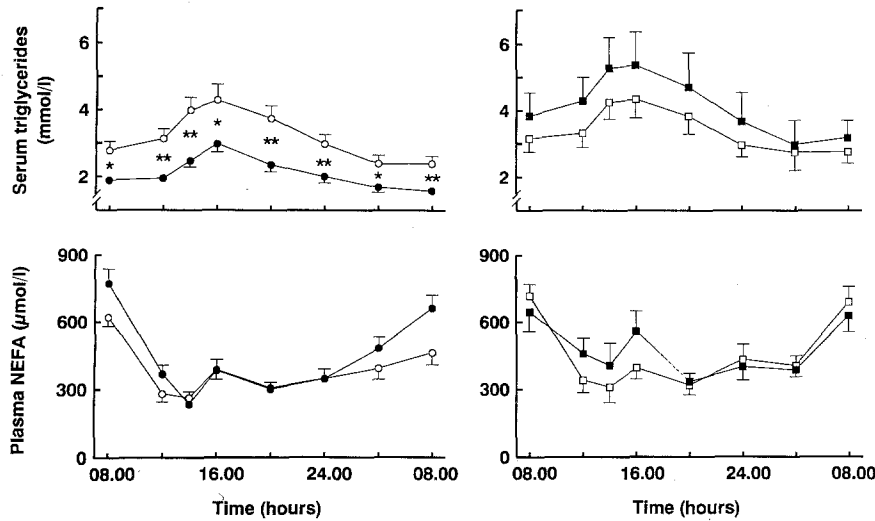 Serum triglycerides
(mmol/l)
6
4
2
* ** ** * ** ** * **
6
4
2
Plasma NEFA (µmol/l)
900
600
300
0
08.00 16.00 24.00 08.00
Time (hours)
900
600
300
0
08.00 16.00 24.00 08.00
Time (hours)